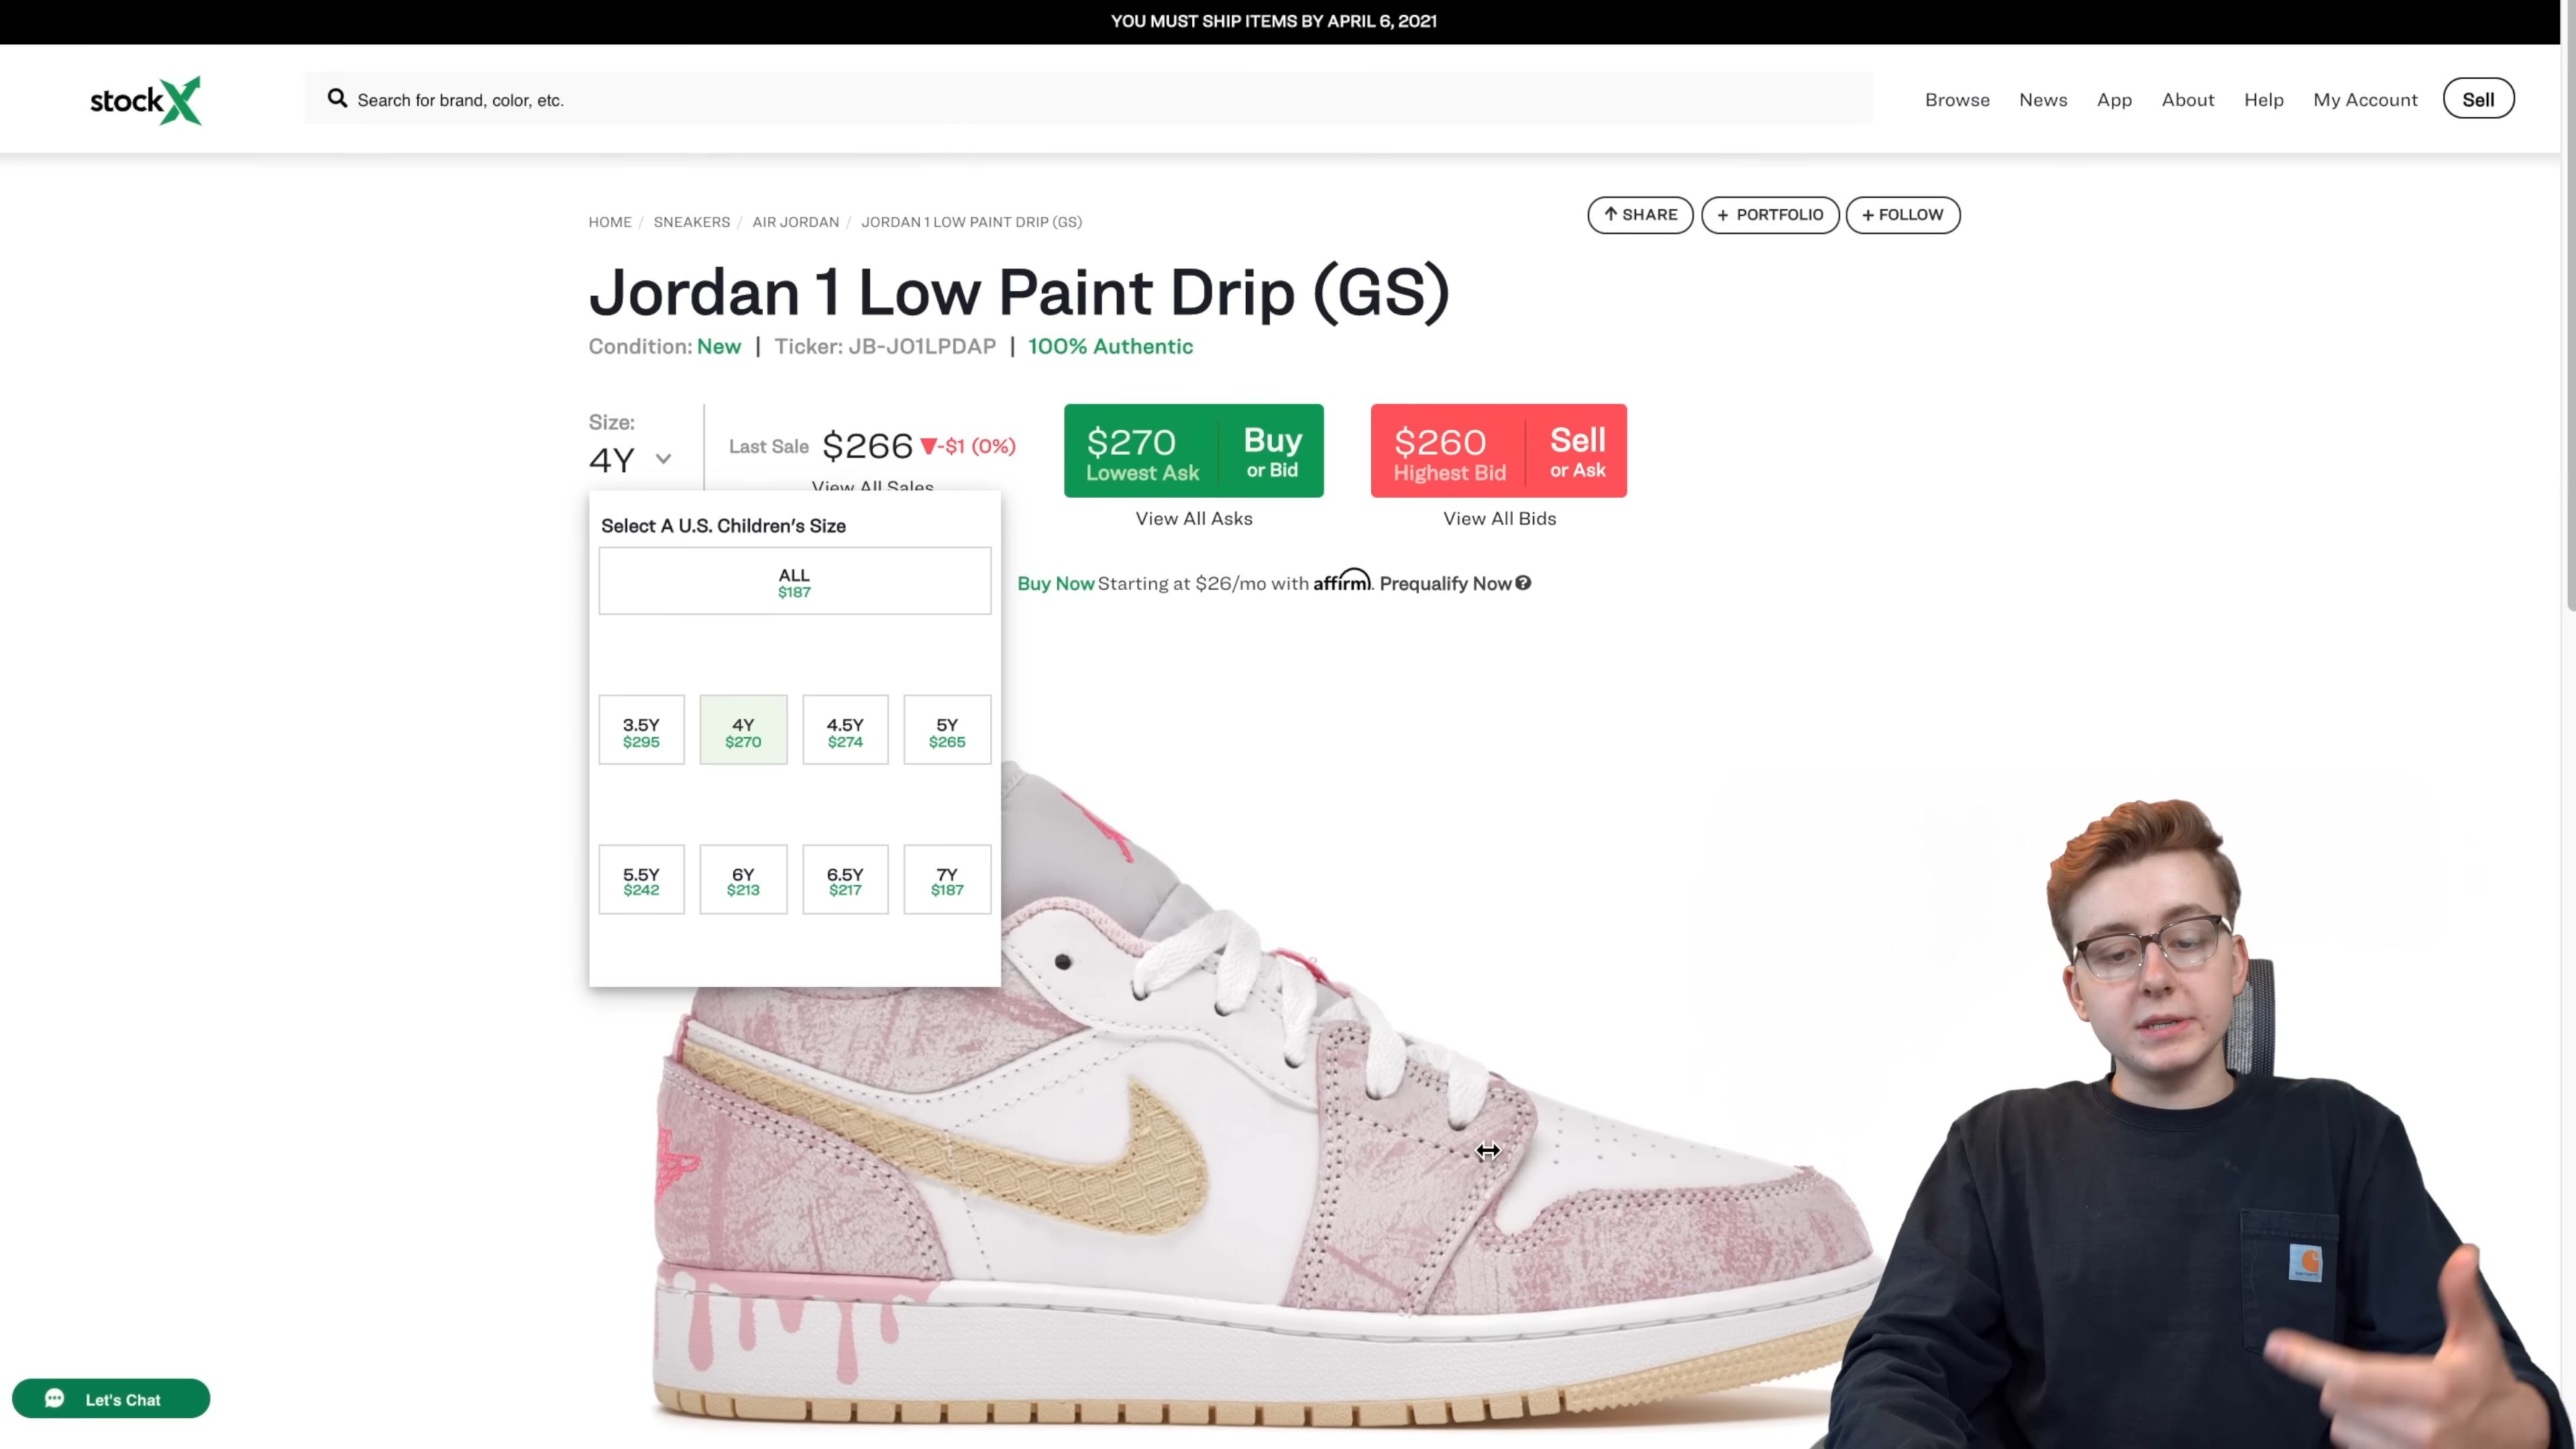 YOU MUST SHIP ITEMS BY APRIL 6, 2021
stockX
Search for brand, color, etc.
Browse News App About Help My Account Sell
HOME / SNEAKERS / AIR JORDAN / JORDAN 1 LOW PAINT DRIP (GS)
SHARE + PORTFOLIO + FOLLOW
Jordan 1 Low Paint Drip (GS)
Condition: New | Ticker: JB-JO1LPDAP | 100% Authentic
Size:
4Y
Last Sale $266 ▼-$1 (0%)
View All Sales
$270 Buy
Lowest Ask or Bid
View All Asks
$260 Sell
Highest Bid or Ask
View All Bids
Select A U.S. Children's Size
ALL
$187
Buy Now Starting at $26/mo with affirm. Prequalify Now
3.5Y 4Y 4.5Y 5Y
$295 $270 $274 $265
5.5Y 6Y 6.5Y 7Y
$242 $213 $217 $187
carhartt
Let's Chat